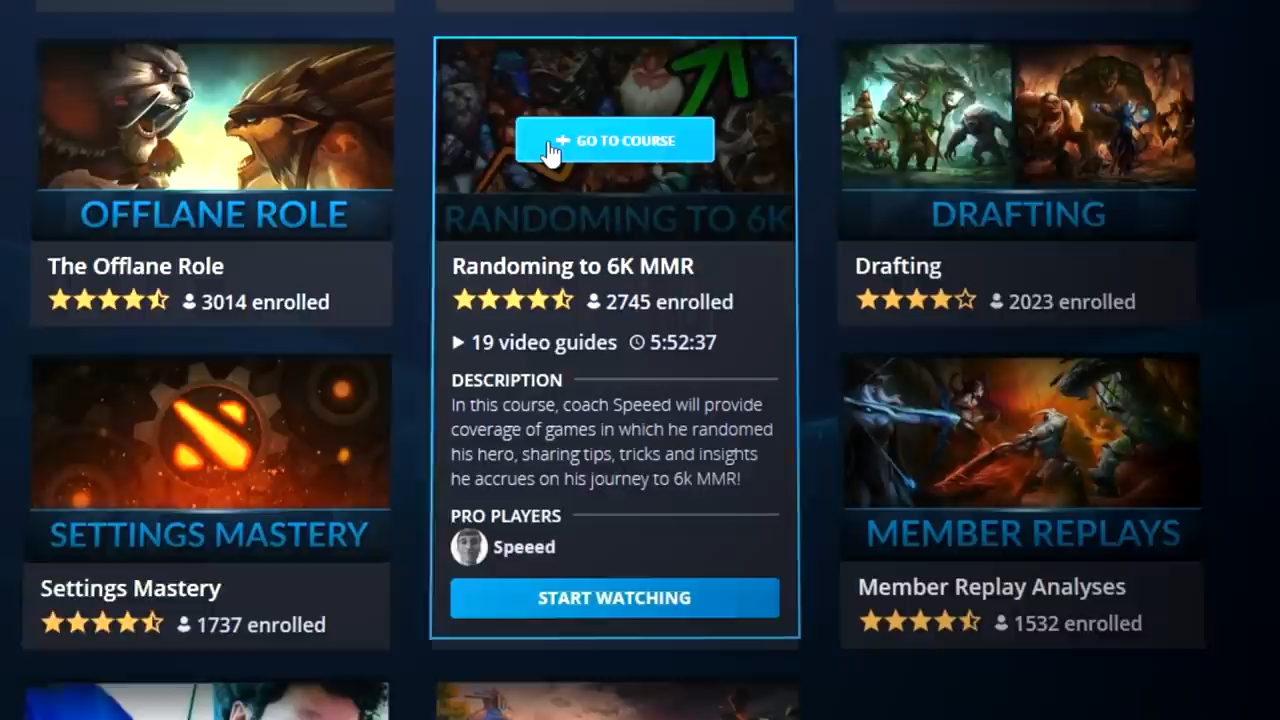 OFFLANE ROLE
The Offlane Role
3014 enrolled
GO TO COURSE
RANDOMING TO 6K
Randoming to 6K MMR
2745 enrolled
19 video guides 5:52:37
DESCRIPTION
In this course, coach Speeed will provide
coverage of games in which he randomed
his hero, sharing tips, tricks and insights
he accrues on his journey to 6k MMR!
PRO PLAYERS
Speeed
START WATCHING
DRAFTING
Drafting
2023 enrolled
SETTINGS MASTERY
Settings Mastery
1737 enrolled
MEMBER REPLAYS
Member Replay Analyses
1532 enrolled